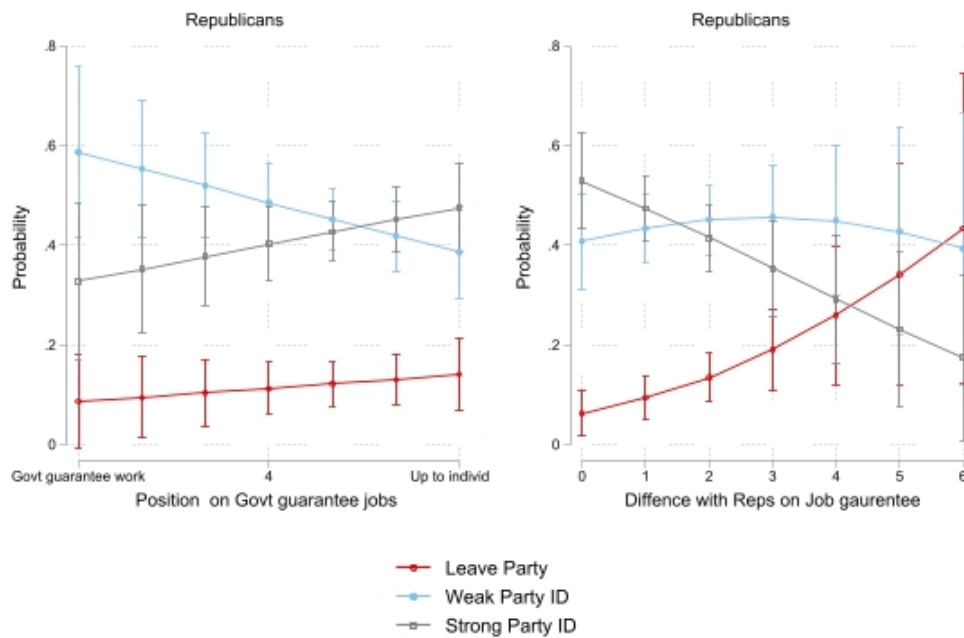 Republicans
Probability
.8
.6
.4
.2
0
Govt guarantee work
4
Up to individ
Position on Govt guarantee jobs
Republicans
Probability
.8
.6
.4
.2
0
0
1
2
3
4
5
6
Diffence with Reps on Job gaurentee
Leave Party
Weak Party ID
Strong Party ID